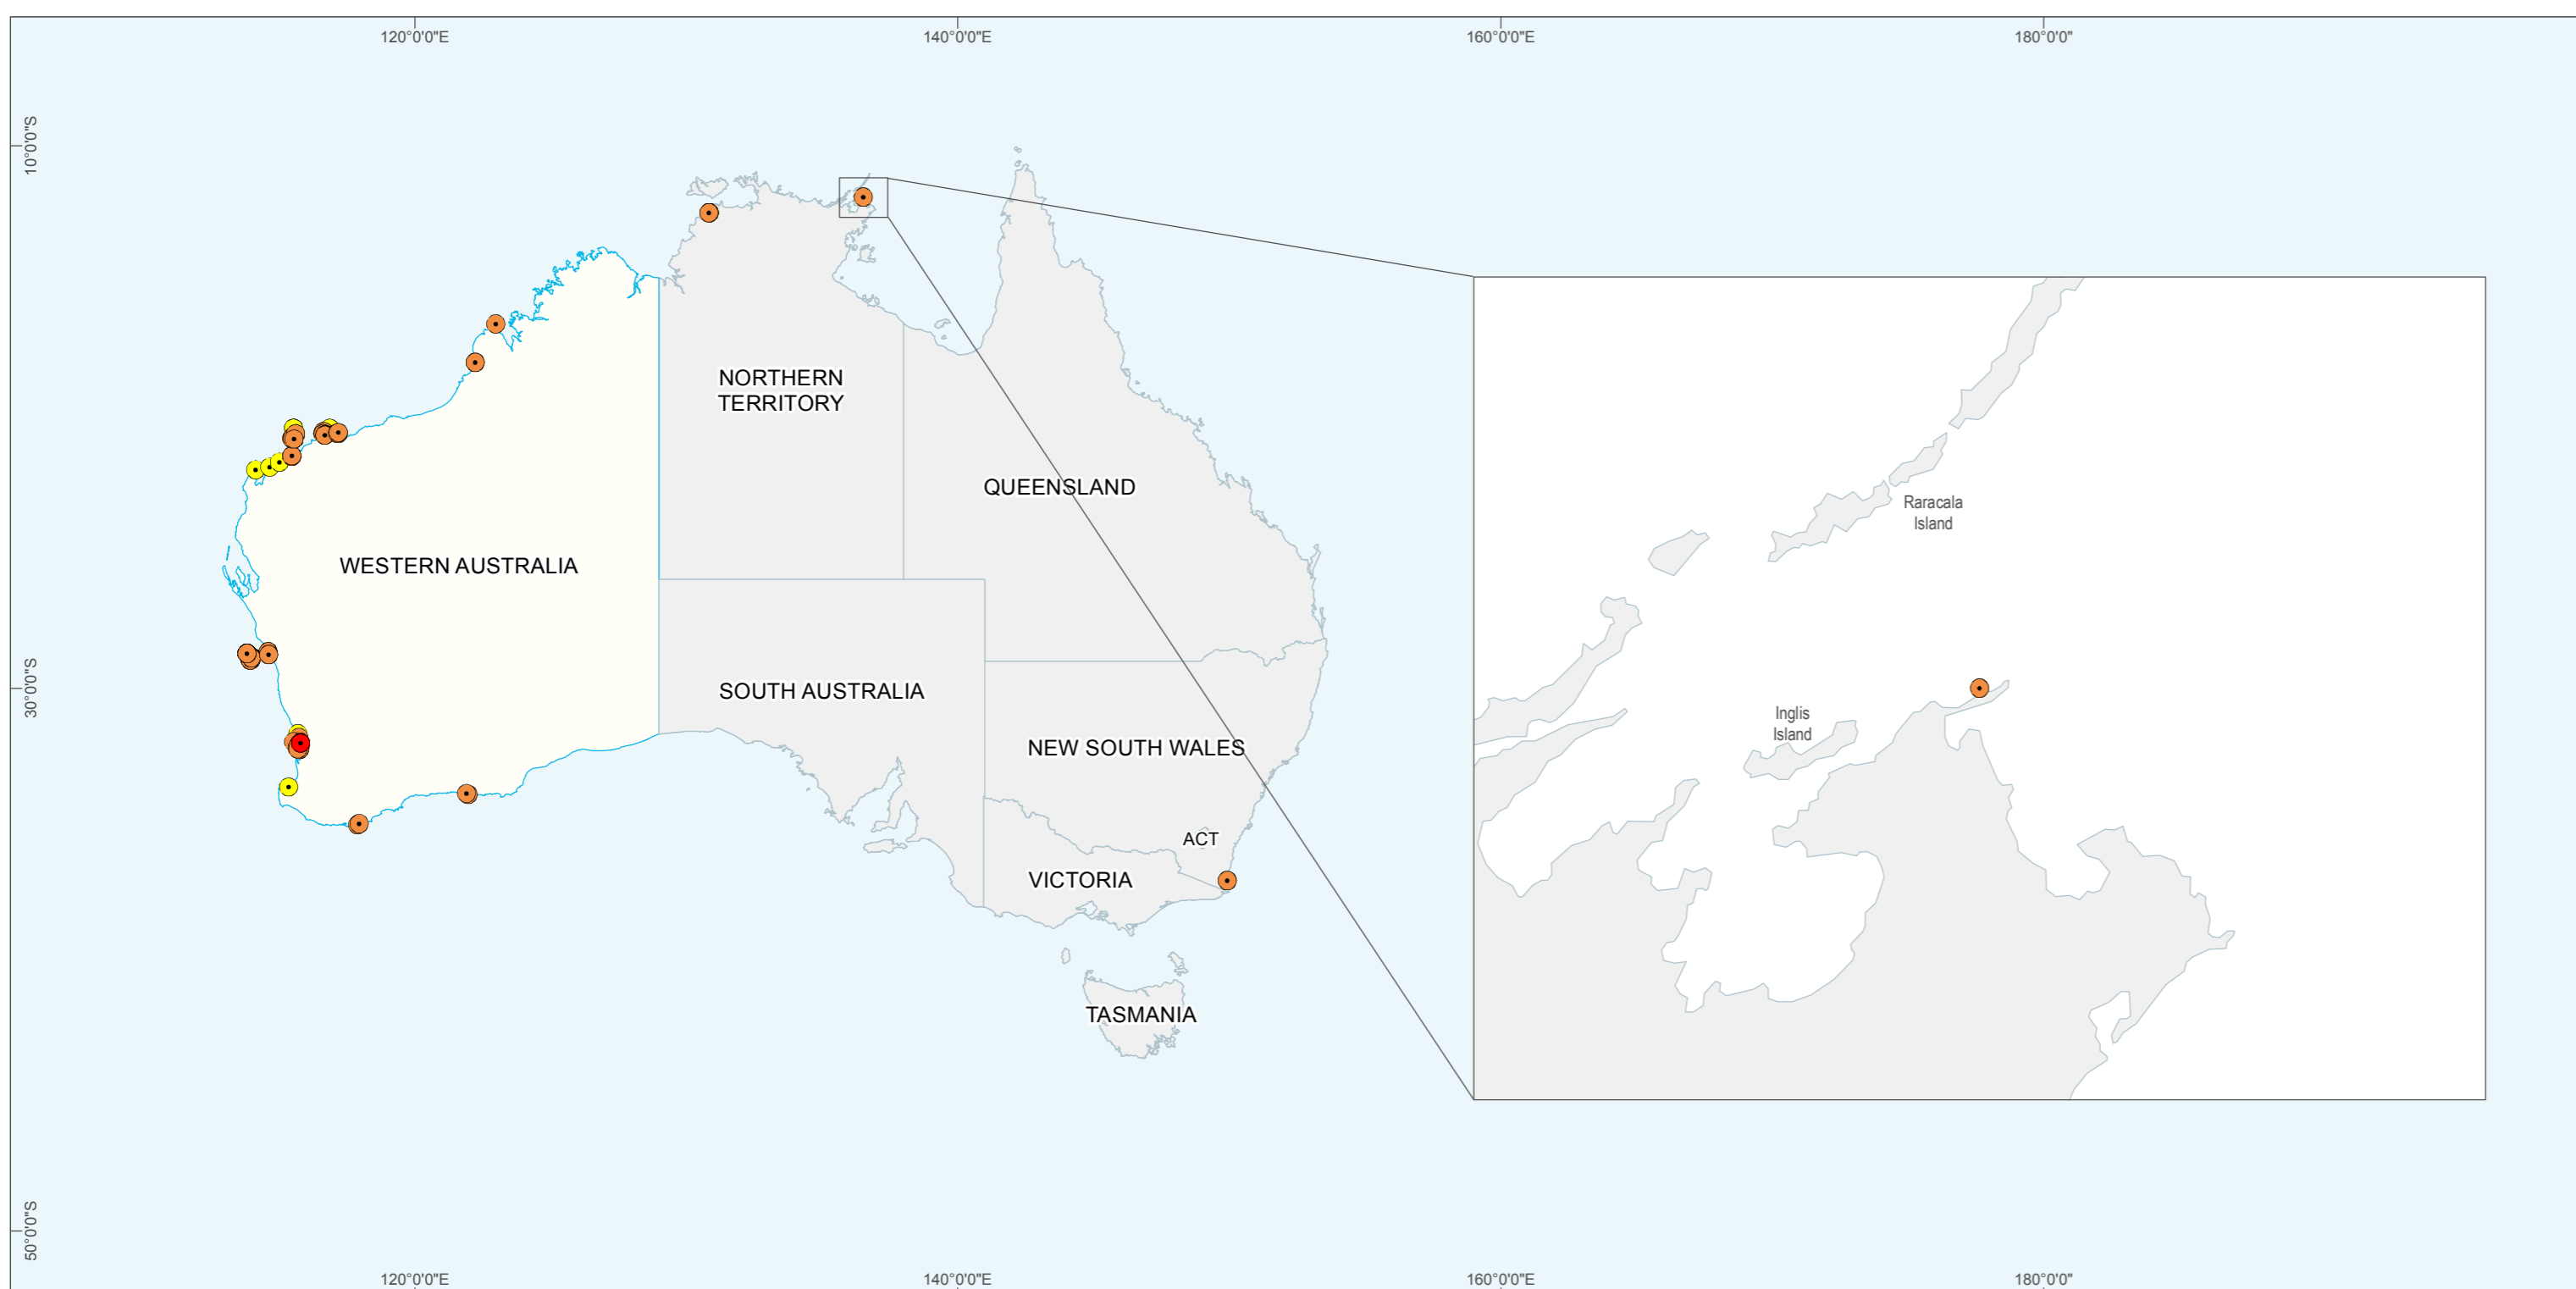 120°0'0"E
140°0'0"E
160°0'0"E
180°0'0"
10°0'0"S
NORTHERN
TERRITORY
QUEENSLAND
Raracala
Island
WESTERN AUSTRALIA
30°0'0"S
SOUTH AUSTRALIA
Inglis
Island
NEW SOUTH WALES
ACT
VICTORIA
TASMANIA
50°0'0"S
120°0'0"E
140°0'0"E
160°0'0"E
180°0'0"